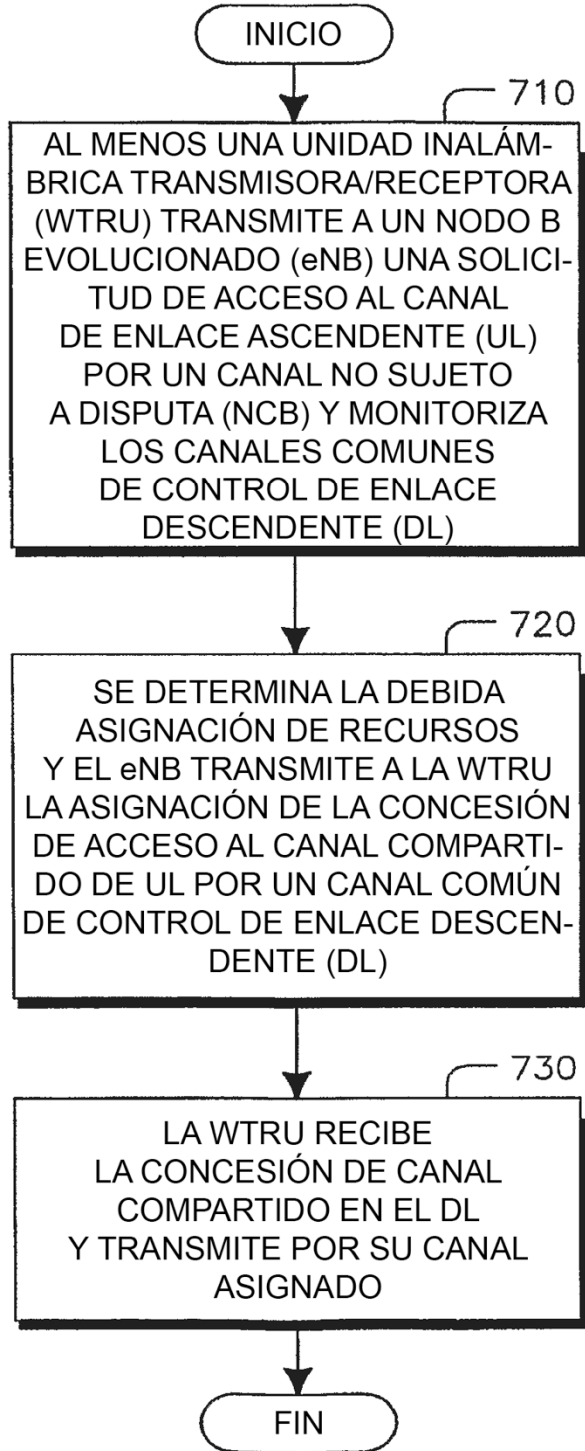 INICIO
710
AL MENOS UNA UNIDAD INALÁM-
BRICA TRANSMISORA/RECEPTORA
(WTRU) TRANSMITE A UN NODO B
EVOLUCIONADO (eNB) UNA SOLICI-
TUD DE ACCESO AL CANAL
DE ENLACE ASCENDENTE (UL)
POR UN CANAL NO SUJETO
A DISPUTA (NCB) Y MONITORIZA
LOS CANALES COMUNES
DE CONTROL DE ENLACE
DESCENDENTE (DL)
720
SE DETERMINA LA DEBIDA
ASIGNACIÓN DE RECURSOS
Y EL eNB TRANSMITE A LA WTRU
LA ASIGNACIÓN DE LA CONCESIÓN
DE ACCESO AL CANAL COMPARTI-
DO DE UL POR UN CANAL COMÚN
DE CONTROL DE ENLACE DESCEN-
DENTE (DL)
730
LA WTRU RECIBE
LA CONCESIÓN DE CANAL
COMPARTIDO EN EL DL
Y TRANSMITE POR SU CANAL
ASIGNADO
FIN